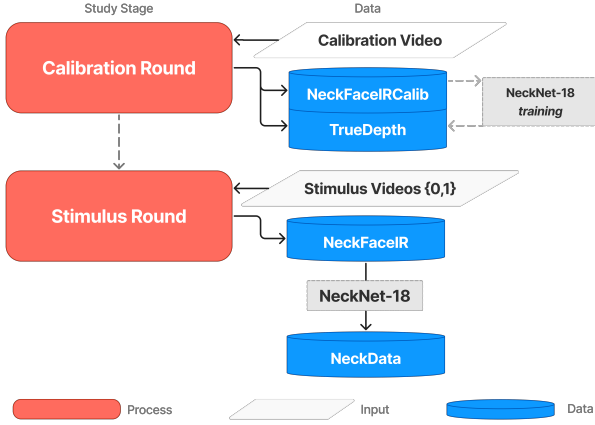 Study Stage
Data
Calibration Video
Calibration Round
NeckFaceIRCalib
TrueDepth
NeckNet-18
training
Stimulus Videos {0,1}
Stimulus Round
NeckFaceIR
NeckNet-18
NeckData
Process
Input
Data